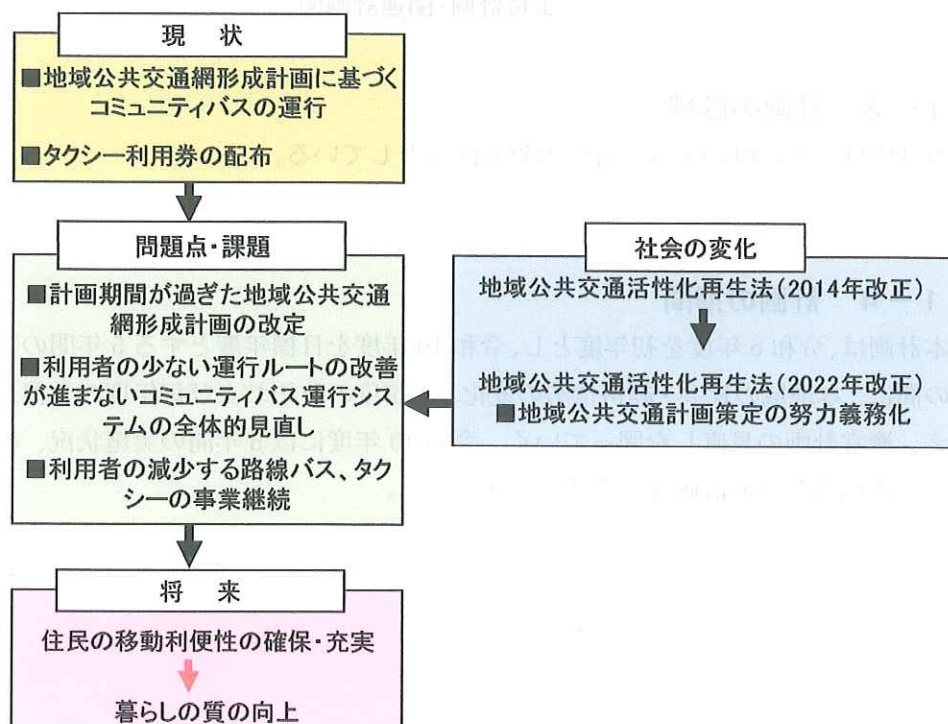 現 状
■地域公共交通網形成計画に基づく
コミュニティバスの運行
■タクシー利用券の配布
問題点・課題
■計画期間が過ぎた地域公共交通
網形成計画の改定
■利用者の少ない運行ルートの改善
が進まないコミュニティバス運行シス
テムの全体的見直し
■利用者の減少する路線バス、タク
シーの事業継続
社会の変化
地域公共交通活性化再生法(2014年改正)
地域公共交通活性化再生法(2022年改正)
■地域公共交通計画策定の努力義務化
将 来
住民の移動利便性の確保・充実
暮らしの質の向上